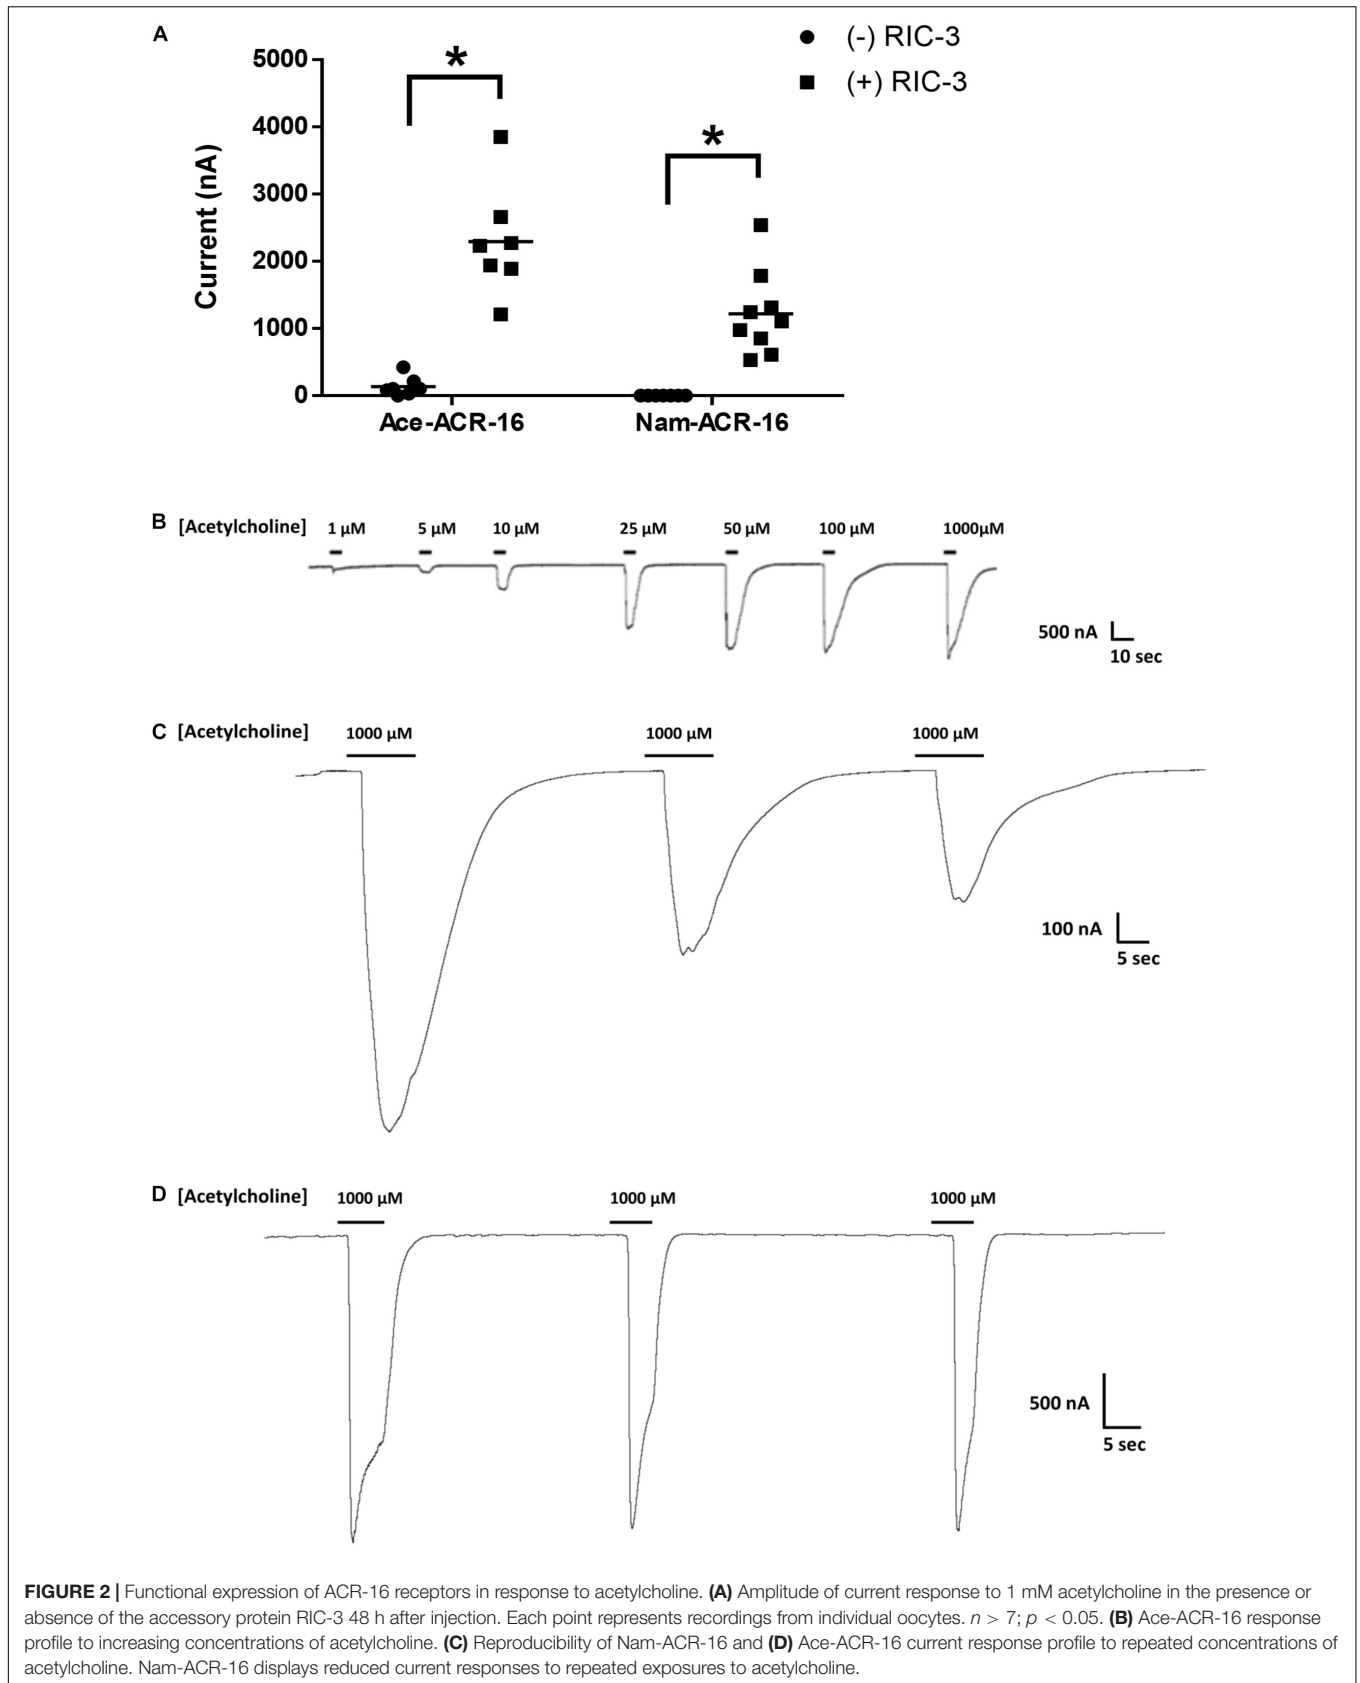 A
(-) RIC-3
(+) RIC-3
*
*
5000
4000
3000
2000
1000
0
Current (nA)
Ace-ACR-16
Nam-ACR-16
B [Acetylcholine] 1 µM 5 µM 10 µM 25 µM 50 µM 100 µM 1000µM
500 nA
10 sec
C [Acetylcholine] 1000 µM 1000 µM 1000 µM
100 nA
5 sec
D [Acetylcholine] 1000 µM 1000 µM 1000 µM
500 nA
5 sec
FIGURE 2 | Functional expression of ACR-16 receptors in response to acetylcholine. (A) Amplitude of current response to 1 mM acetylcholine in the presence or
absence of the accessory protein RIC-3 48 h after injection. Each point represents recordings from individual oocytes. n > 7; p < 0.05. (B) Ace-ACR-16 response
profile to increasing concentrations of acetylcholine. (C) Reproducibility of Nam-ACR-16 and (D) Ace-ACR-16 current response profile to repeated concentrations of
acetylcholine. Nam-ACR-16 displays reduced current responses to repeated exposures to acetylcholine.